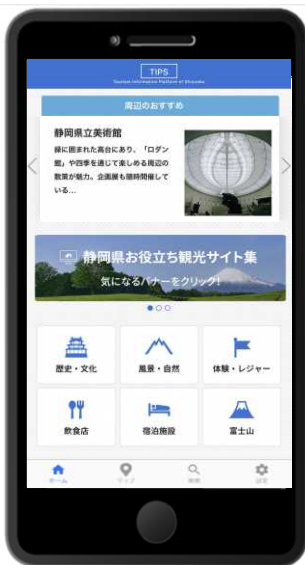 TIPS
Tourism Information Platform of Shizuoka
周辺のおすすめ
静岡県立美術館
緑に囲まれた高台にあり、「ロダン
館」や四季を通じて楽しめる周辺の
散策が魅力。企画展も随時開催して
いる...
静岡県お役立ち観光サイト集
気になるバナーをクリック!
歴史・文化
風景・自然
体験・レジャー
飲食店
宿泊施設
富士山
ホーム
マップ
検索
設定